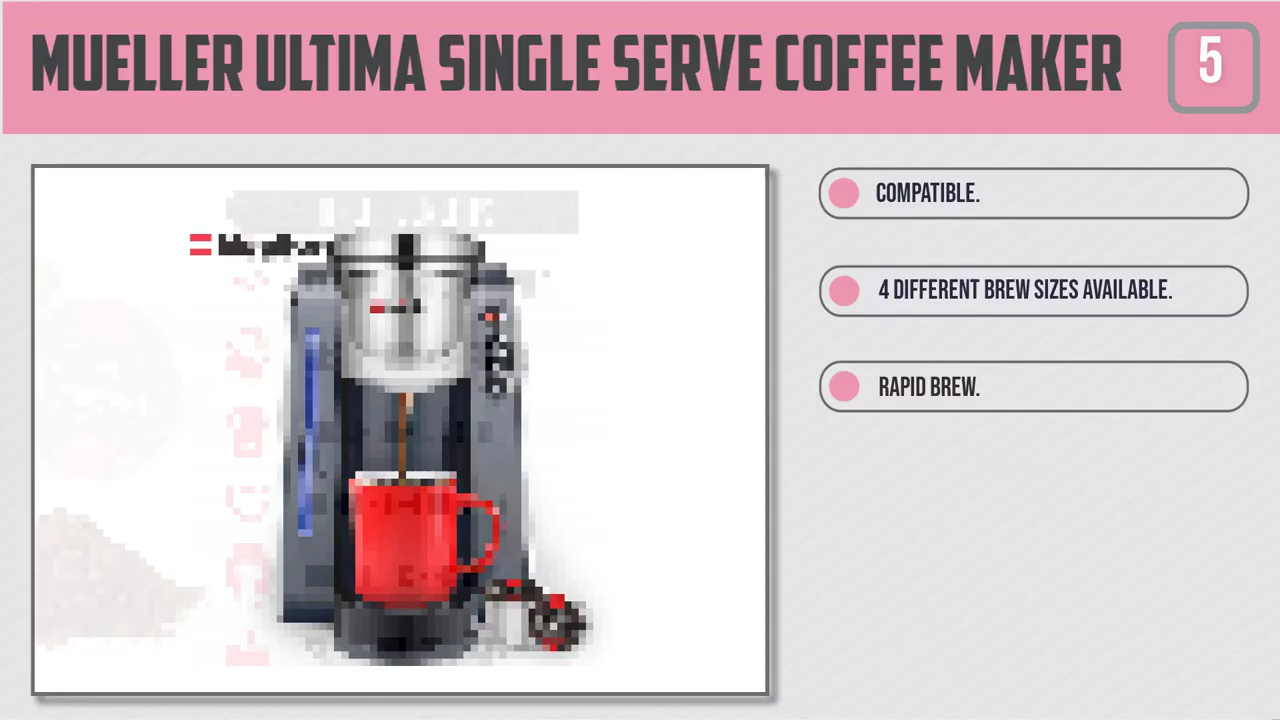 MUELLER ULTIMA SINGLE SERVE COFFEE MAKER
5
COMPATIBLE.
4 DIFFERENT BREW SIZES AVAILABLE.
RAPID BREW.